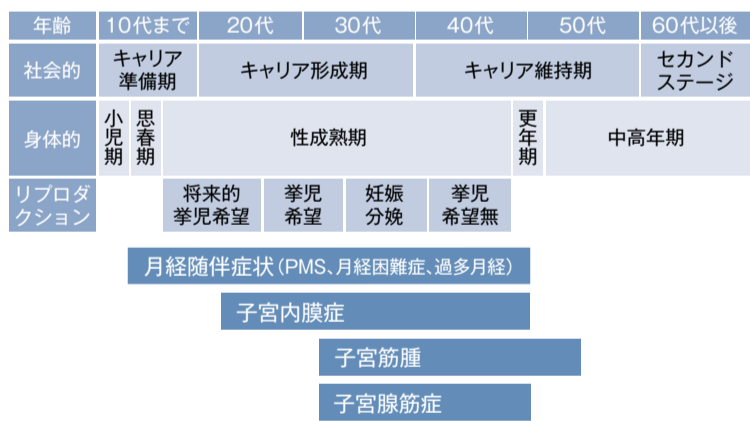 年齢 10代まで 20代 30代 40代 50代 60代以後
社会的 キャリア準備期 キャリア形成期 キャリア維持期 セカンドステージ
身体的 小児期 思春期 性成熟期 更年期 中高年期
リプロダクション 将来的挙児希望 挙児希望 妊娠分娩 挙児希望無
月経随伴症状（PMS、月経困難症、過多月経）
子宮内膜症
子宮筋腫
子宮腺筋症